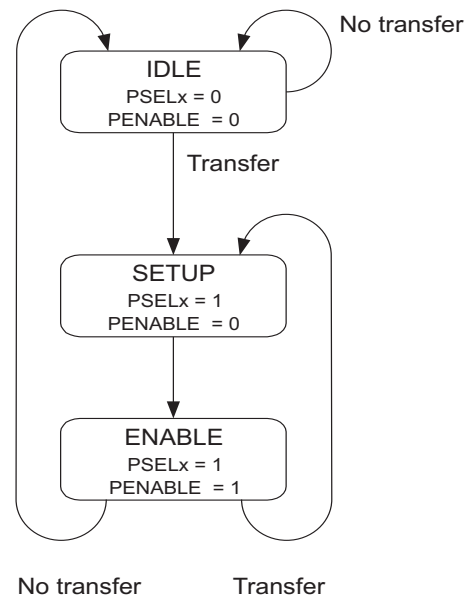 No transfer
IDLE
PSELx = 0
PENABLE = 0
Transfer
SETUP
PSELx = 1
PENABLE = 0
ENABLE
PSELx = 1
PENABLE = 1
No transfer
Transfer